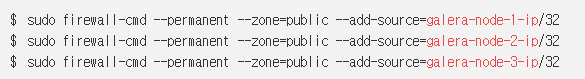 $ sudo firewall-cmd --permanent --zone=public --add-source=galera-node-1-ip/32
$ sudo firewall-cmd --permanent --zone=public --add-source=galera-node-2-ip/32
$ sudo firewall-cmd --permanent --zone=public --add-source=galera-node-3-ip/32